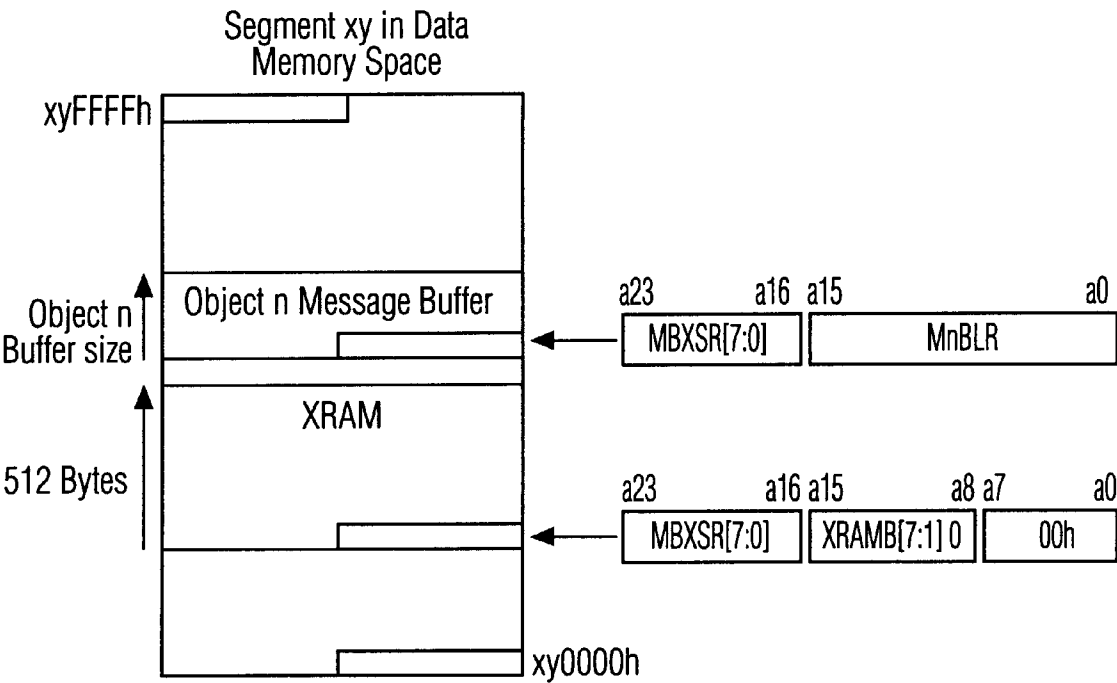 Segment xy in Data
Memory Space
xyFFFFh
Object n
Buffer size
Object n Message Buffer
a23 a16 a15 a0
MBXSR[7:0] MnBLR
XRAM
512 Bytes
a23 a16 a15 a8 a7 a0
MBXSR[7:0] XRAMB[7:1] 0 00h
xy0000h